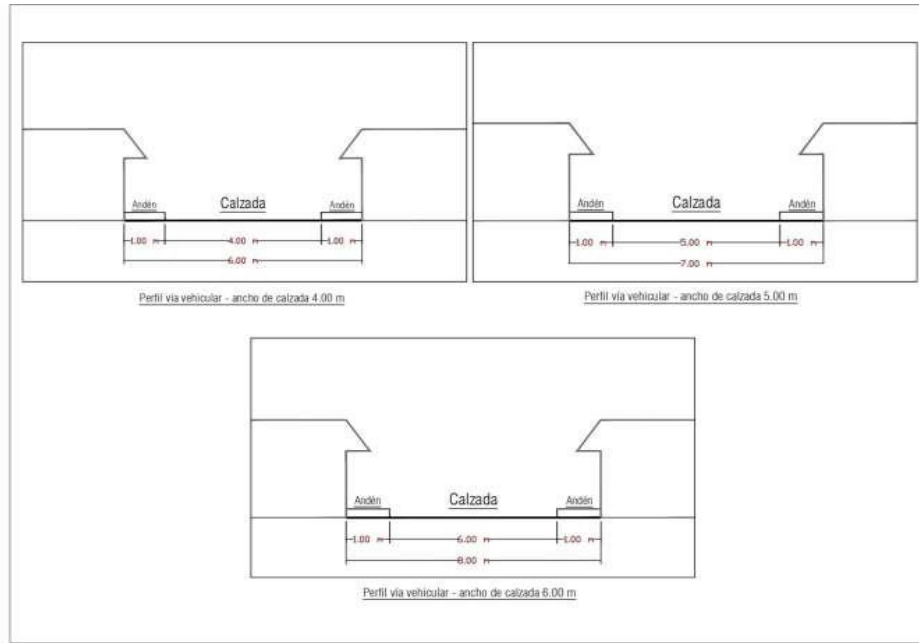 Andén Calzada Andén
1.00 m 4.00 m 1.00 m
6.00 m
Perfil vía vehicular - ancho de calzada 4.00 m
Andén Calzada Andén
1.00 m 5.00 m 1.00 m
7.00 m
Perfil vía vehicular - ancho de calzada 5.00 m
Andén Calzada Andén
1.00 m 6.00 m 1.00 m
8.00 m
Perfil vía vehicular - ancho de calzada 6.00 m